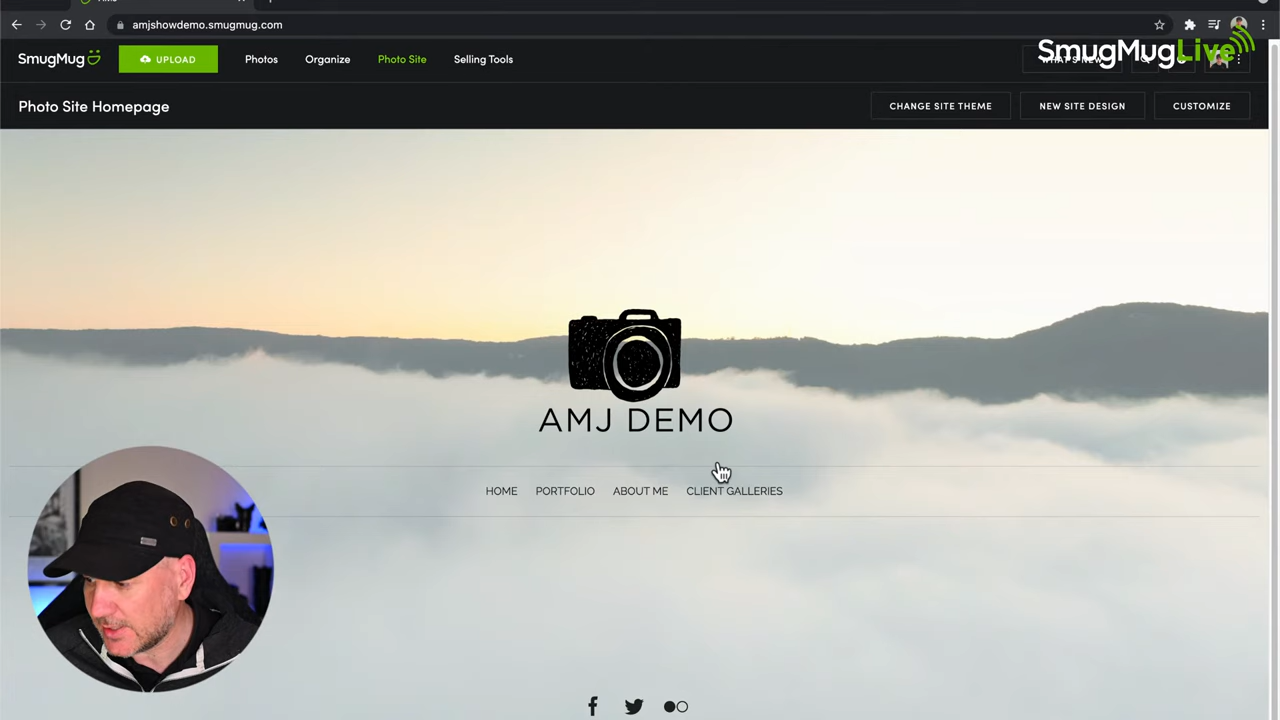 amjshowdemo.smugmug.com
SmugMug
UPLOAD
Photos
Organize
Photo Site
Selling Tools
SmugMugLive
Photo Site Homepage
CHANGE SITE THEME
NEW SITE DESIGN
CUSTOMIZE
AMJ DEMO
HOME
PORTFOLIO
ABOUT ME
CLIENT GALLERIES